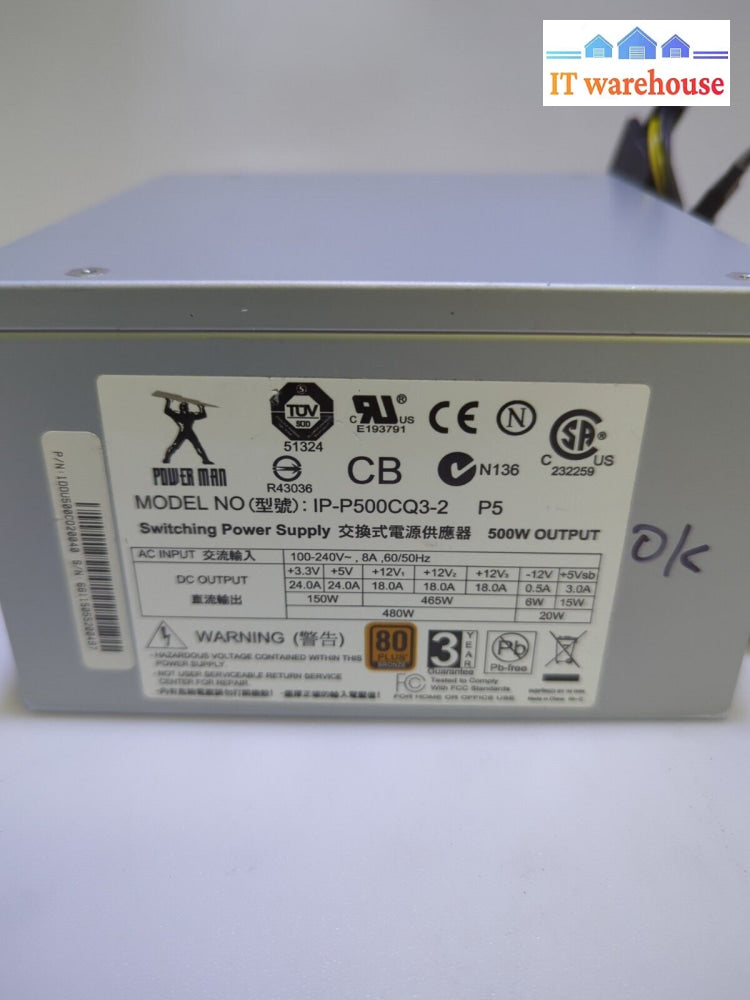 IT warehouse
P/N:1DDU500CQ20040 S/N
TÜV
SÜD
51324
C RU US ®
E193791
CE
N
SA ®
C US
232259
POWER MAN
R43036
CB
N136
MODEL NO (型號): IP-P500CQ3-2 P5
Switching Power Supply 交換式電源供應器 500W OUTPUT
AC INPUT 交流輸入 100-240V~, 8A ,60/50Hz
DC OUTPUT 直流輸出
+3.3V +5V +12V₁ +12V₂ +12V₃ -12V +5Vsb
24.0A 24.0A 18.0A 18.0A 18.0A 0.5A 3.0A
150W 465W 6W 15W
480W 20W
OK
WARNING (警告)
80
PLUS
BRONZE
3 YEAR
Guarantee
Pb
Pb-free
- HAZARDOUS VOLTAGE CONTAINED WITHIN THIS
POWER SUPPLY.
- NOT USER SERVICEABLE RETURN SERVICE
CENTER FOR REPAIR.
FC Tested to Comply
With FCC Standards
FOR HOME OR OFFICE USE